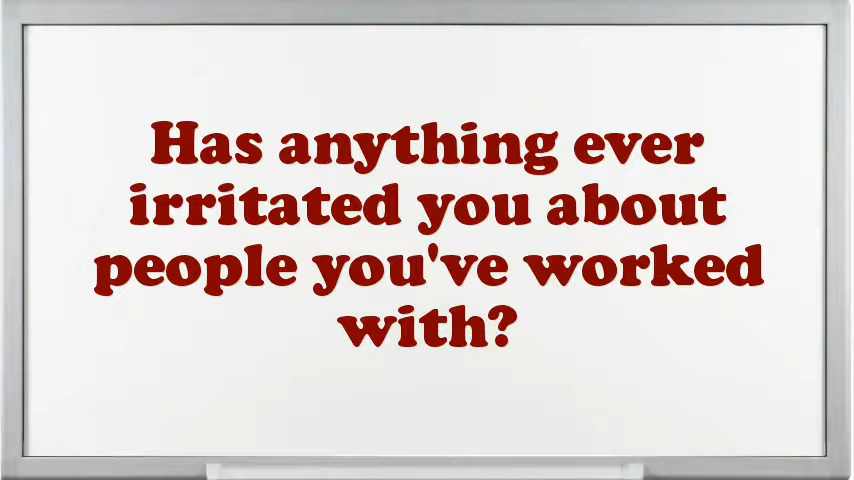 Has anything ever
irritated you about
people you've worked
with?